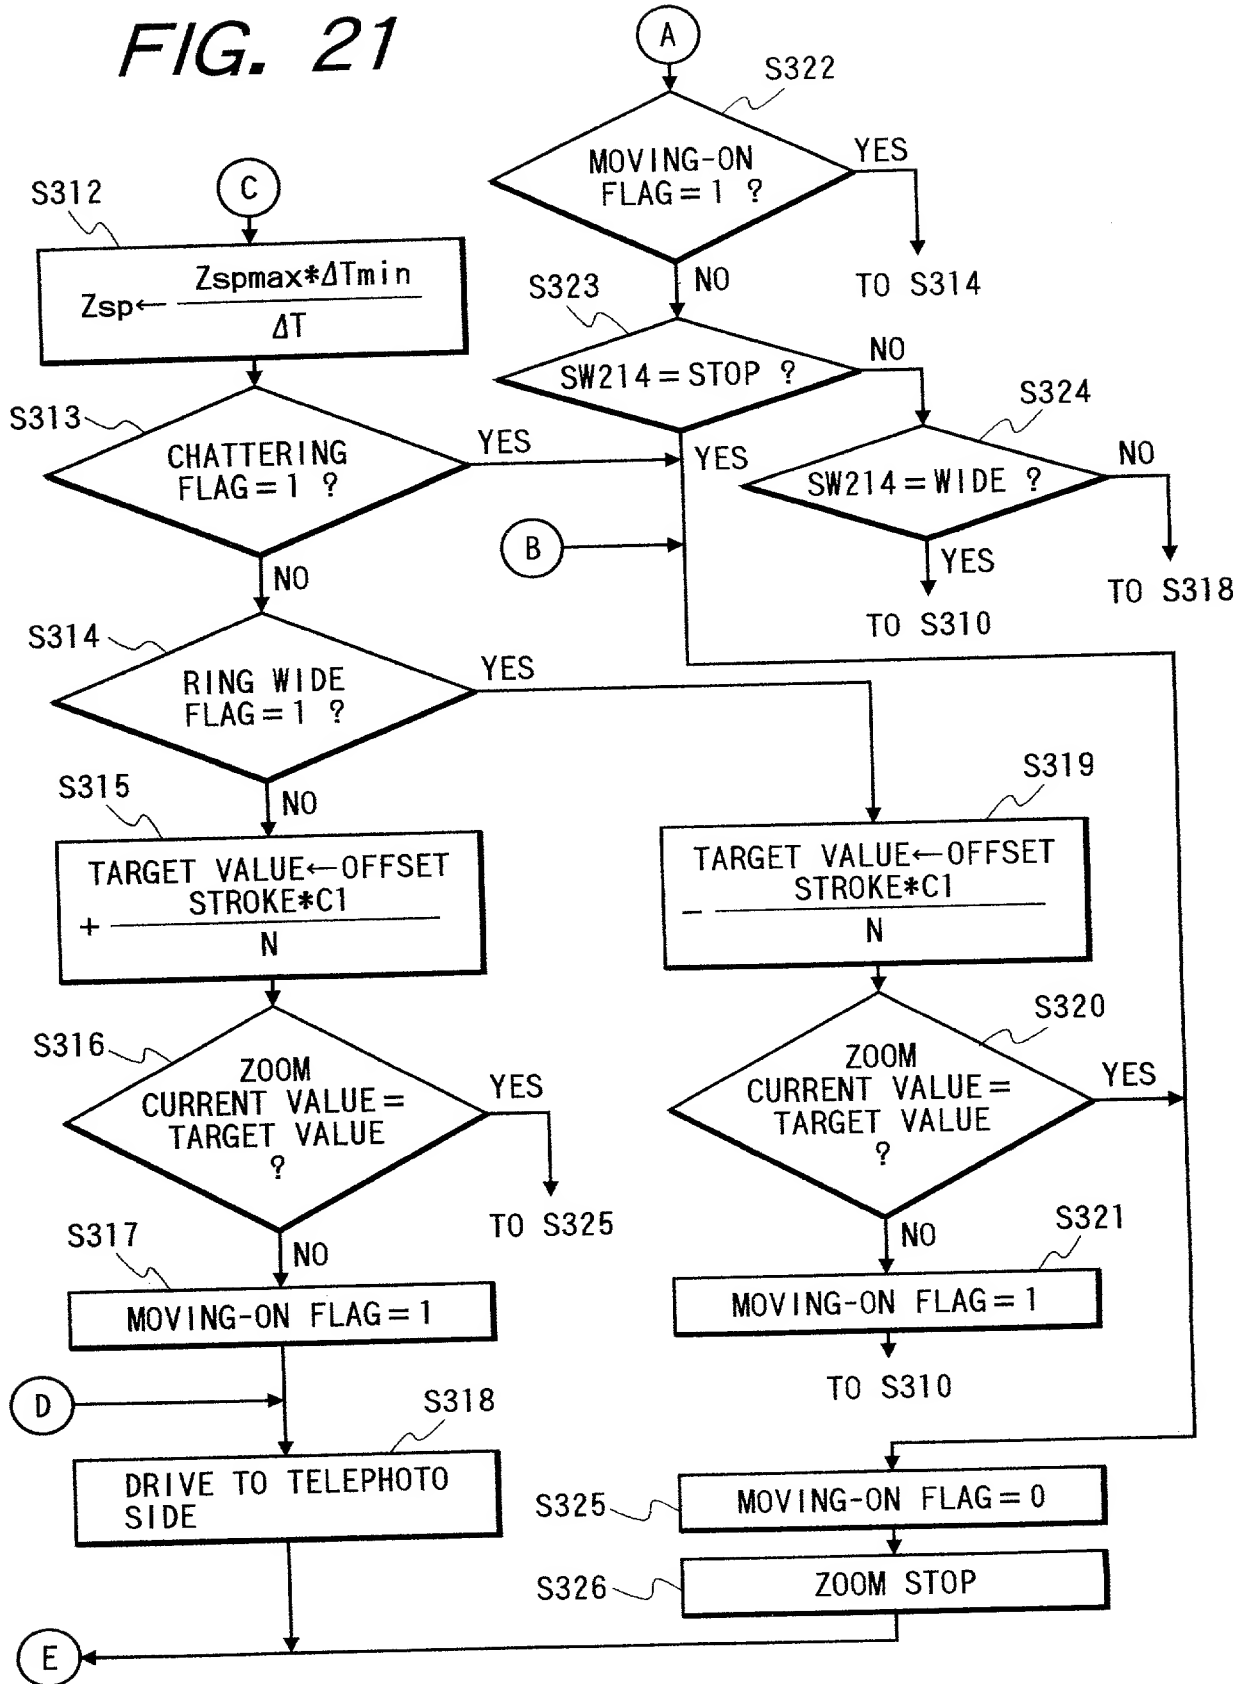 FIG. 21
A
S322
MOVING-ON
FLAG=1 ?
YES
TO S314
NO
S323
SW214=STOP ?
NO
YES
S324
SW214=WIDE ?
NO
TO S318
YES
TO S310
B
C
S312
Zsp← Zspmax*ΔTmin
ΔT
S313
CHATTERING
FLAG=1 ?
YES
NO
S314
RING WIDE
FLAG=1 ?
YES
NO
S315
TARGET VALUE←OFFSET
+ STROKE*C1
N
S316
ZOOM
CURRENT VALUE=
TARGET VALUE
?
YES
TO S325
NO
S317
MOVING-ON FLAG=1
D
S318
DRIVE TO TELEPHOTO
SIDE
S319
TARGET VALUE←OFFSET
- STROKE*C1
N
S320
ZOOM
CURRENT VALUE=
TARGET VALUE
?
YES
NO
S321
MOVING-ON FLAG=1
TO S310
S325
MOVING-ON FLAG=0
S326
ZOOM STOP
E